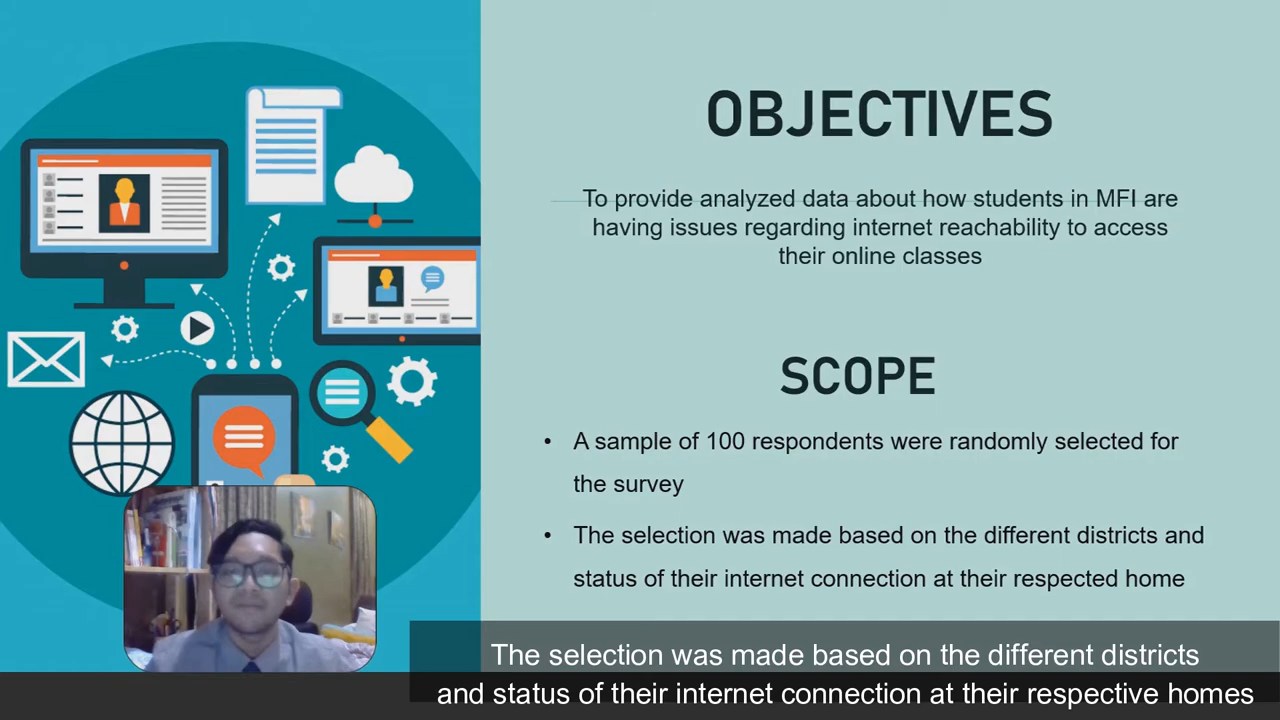 OBJECTIVES
To provide analyzed data about how students in MFI are
having issues regarding internet reachability to access
their online classes
SCOPE
• A sample of 100 respondents were randomly selected for
the survey
• The selection was made based on the different districts and
status of their internet connection at their respected home
The selection was made based on the different districts
and status of their internet connection at their respective homes